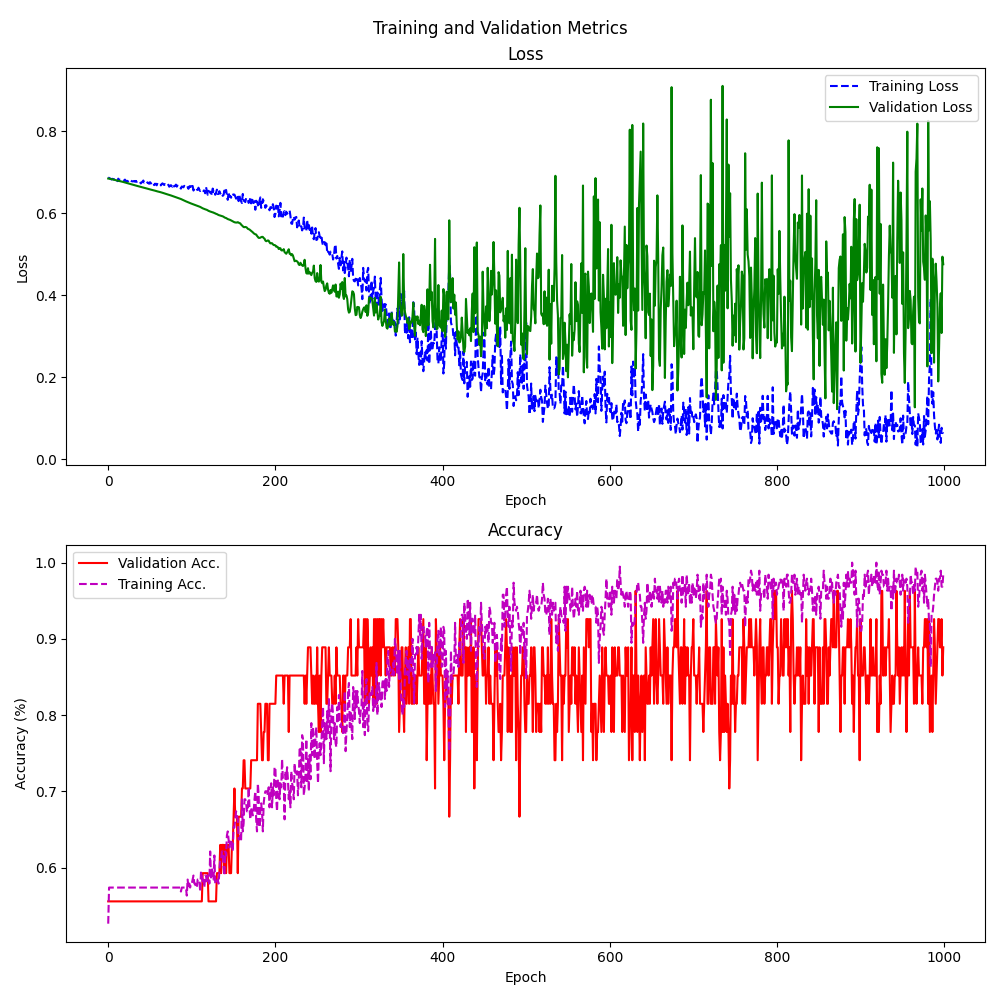 Training and Validation Metrics
Loss
Training Loss
Validation Loss
0.8
0.6
0.4
0.2
0.0
Loss
0 200 400 600 800 1000
Epoch
Accuracy
Validation Acc.
Training Acc.
1.0
0.9
0.8
0.7
0.6
Accuracy (%)
0 200 400 600 800 1000
Epoch